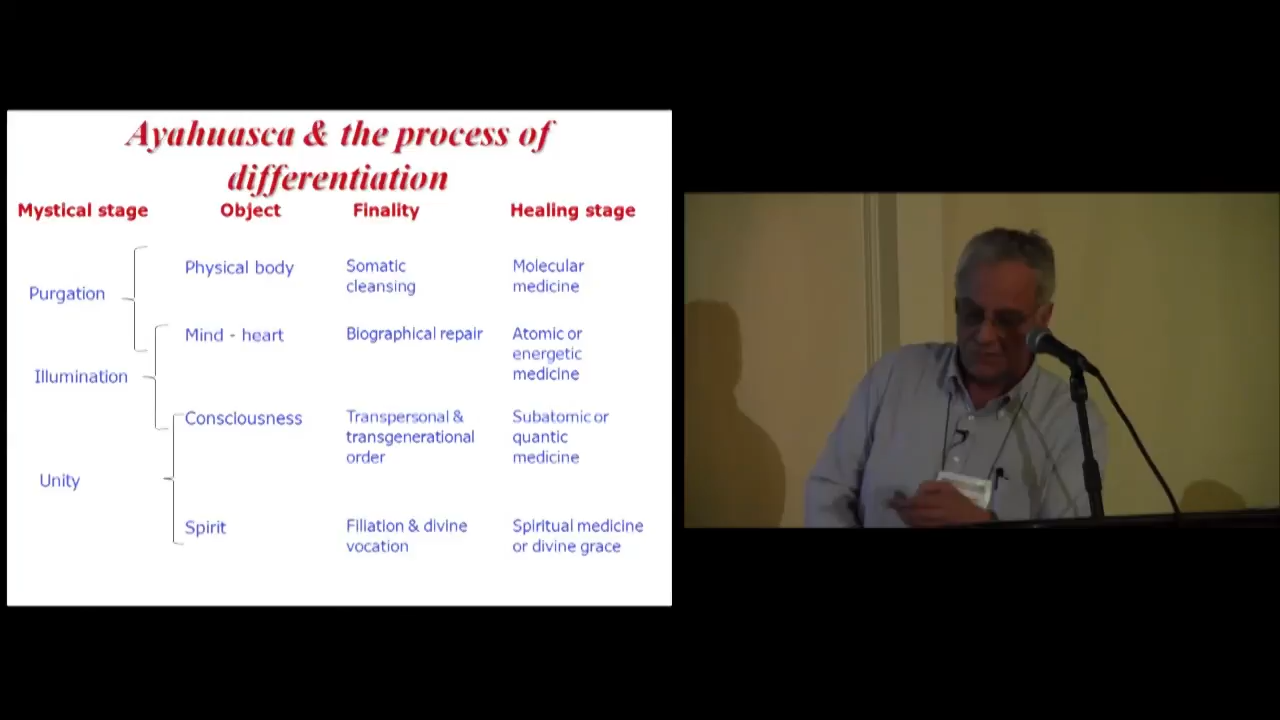 Ayahuasca & the process of
differentiation
Mystical stage Object Finality Healing stage
Purgation
Illumination
Unity
Physical body
Somatic
cleansing
Molecular
medicine
Mind - heart
Biographical repair
Atomic or
energetic
medicine
Consciousness
Transpersonal &
transgenerational
order
Subatomic or
quantic
medicine
Spirit
Filiation & divine
vocation
Spiritual medicine
or divine grace